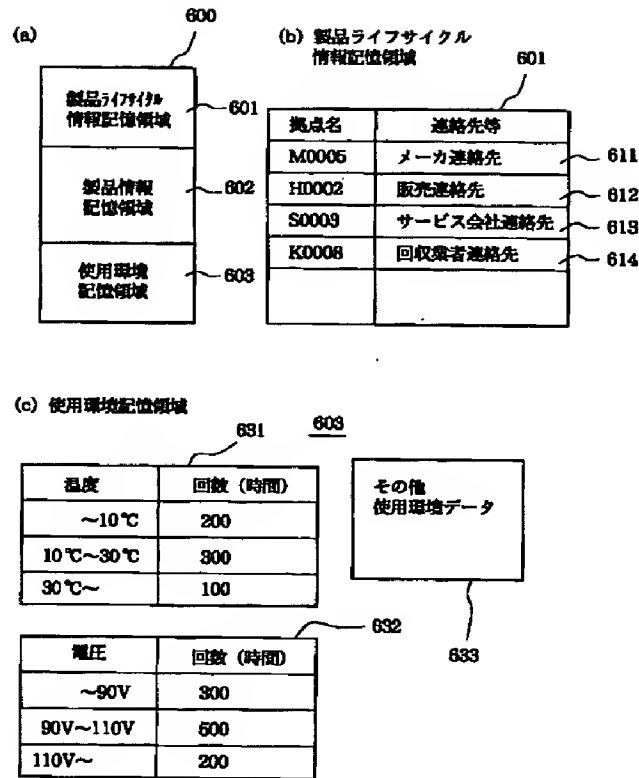 600
(a)
製品ライフサイクル
情報記憶領域
601
製品情報
記憶領域
602
使用環境
記憶領域
603
(b) 製品ライフサイクル
情報記憶領域
601
拠点名 連絡先等
M0005 メーカ連絡先 611
H0002 販売連絡先 612
S0003 サービス会社連絡先 613
K0008 回収業者連絡先 614
(c) 使用環境記憶領域
603
631
温度 回数（時間）
～10℃ 200
10℃～30℃ 300
30℃～ 100
その他
使用環境データ
633
632
電圧 回数（時間）
～90V 300
90V～110V 500
110V～ 200